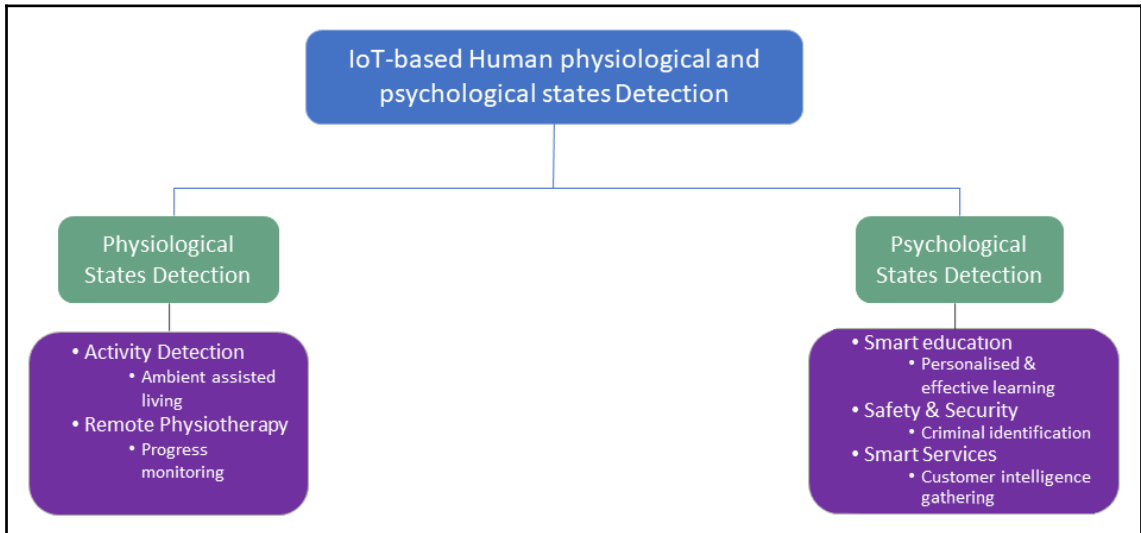 IoT-based Human physiological and
psychological states Detection
Physiological
States Detection
• Activity Detection
• Ambient assisted
living
• Remote Physiotherapy
• Progress
monitoring
Psychological
States Detection
• Smart education
• Personalised &
effective learning
• Safety & Security
• Criminal identification
• Smart Services
• Customer intelligence
gathering